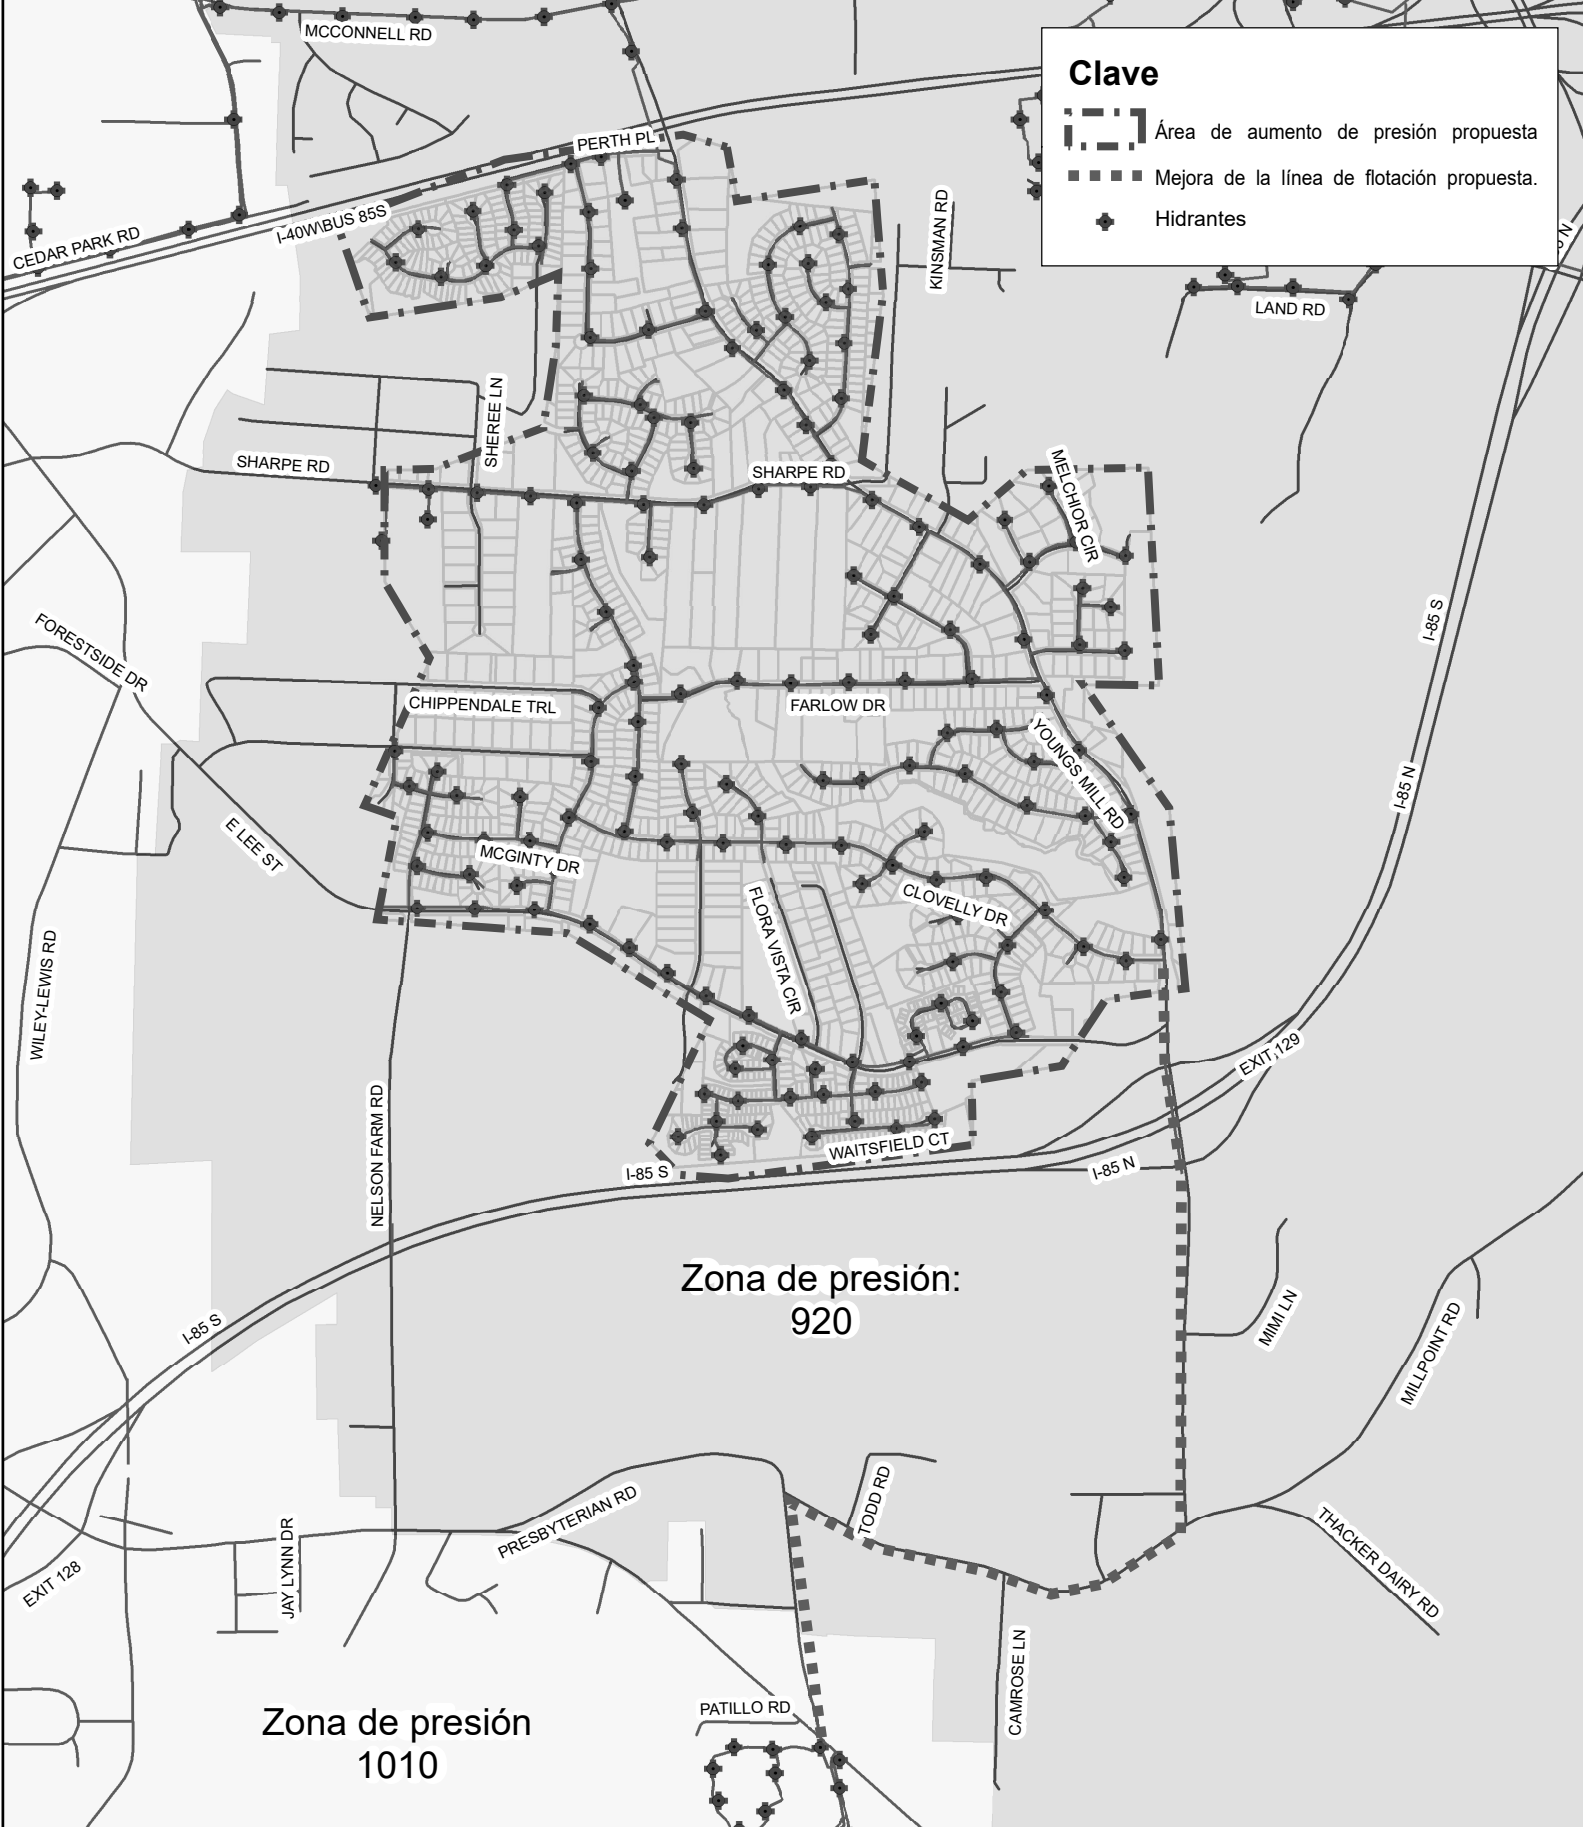 MCCONNELL RD
Clave
Área de aumento de presión propuesta
Mejora de la línea de flotación propuesta.
Hidrantes
PERTH PL
I-40W\BUS 85S
CEDAR PARK RD
KINSMAN RD
LAND RD
SHEREE LN
SHARPE RD
SHARPE RD
MELCHIOR CIR
I-85 S
FORESTSIDE DR
CHIPPENDALE TRL
FARLOW DR
YOUNGS MILL RD
I-85 N
E LEE ST
MCGINTY DR
CLOVELLY DR
FLORA VISTA CIR
WILEY-LEWIS RD
EXIT 129
NELSON FARM RD
WAITSFIELD CT
I-85 S
I-85 N
Zona de presión:
920
I-85 S
MIMI LN
MILLPOINT RD
TODD RD
PRESBYTERIAN RD
THACKER DAIRY RD
JAY LYNN DR
EXIT 128
CAMROSE LN
PATILLO RD
Zona de presión
1010